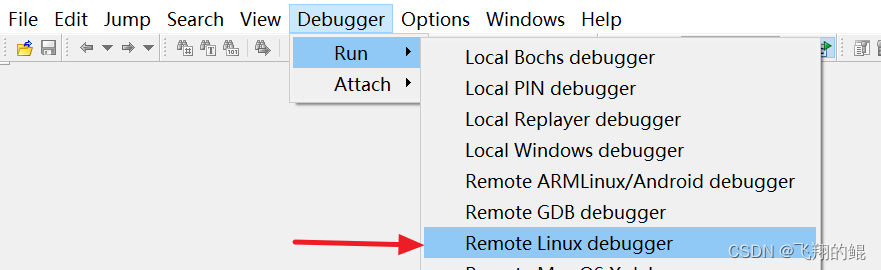 File Edit Jump Search View Debugger Options Windows Help
Run
Attach
Local Bochs debugger
Local PIN debugger
Local Replayer debugger
Local Windows debugger
Remote ARMLinux/Android debugger
Remote GDB debugger
Remote Linux debugger
CSDN @飞翔的鲲